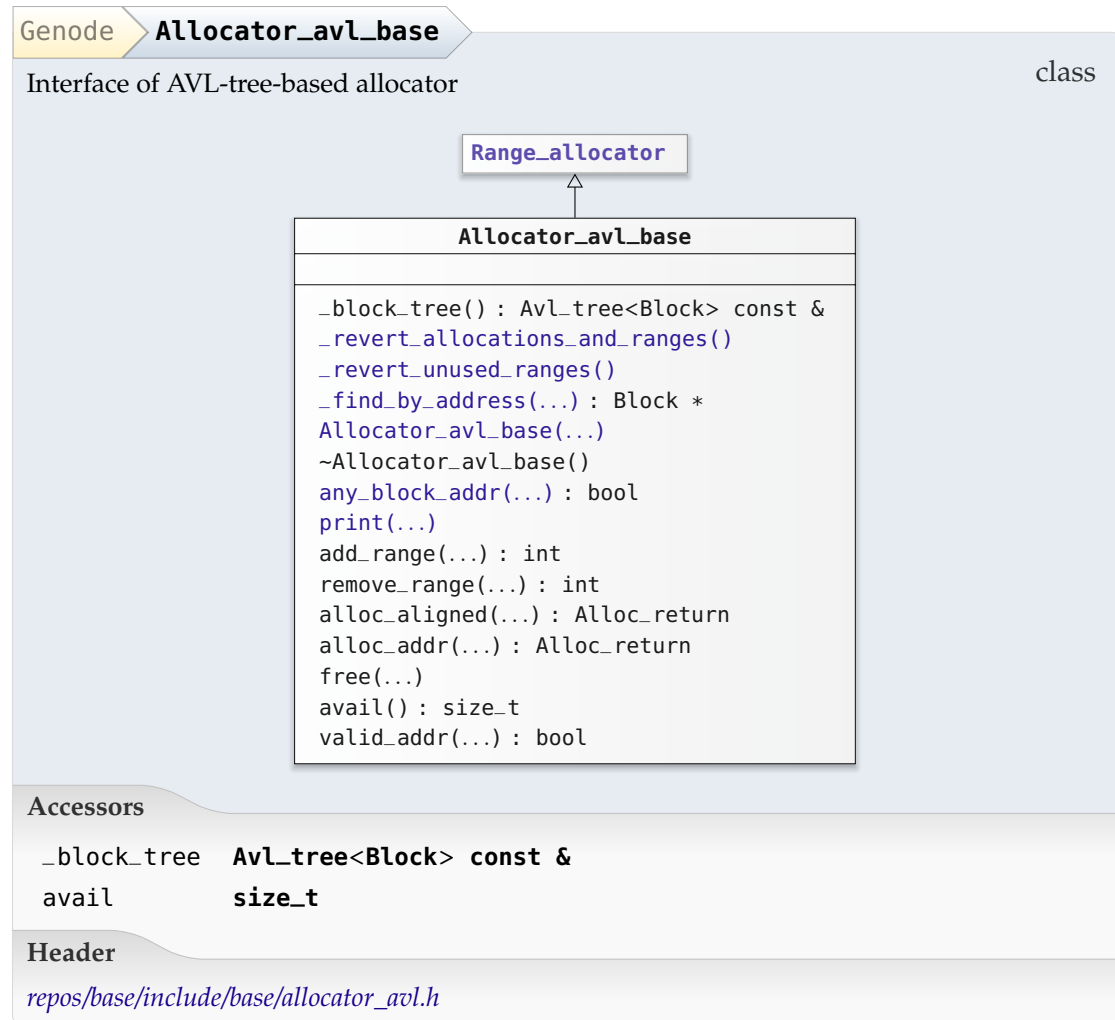 Genode Allocator_avl_base
Interface of AVL-tree-based allocator
class
Range_allocator
Allocator_avl_base
_block_tree() : Avl_tree<Block> const &
_revert_allocations_and_ranges()
_revert_unused_ranges()
_find_by_address(...) : Block *
Allocator_avl_base(...)
~Allocator_avl_base()
any_block_addr(...) : bool
print(...)
add_range(...) : int
remove_range(...) : int
alloc_aligned(...) : Alloc_return
alloc_addr(...) : Alloc_return
free(...)
avail() : size_t
valid_addr(...) : bool
Accessors
_block_tree Avl_tree<Block> const &
avail size_t
Header
repos/base/include/base/allocator_avl.h